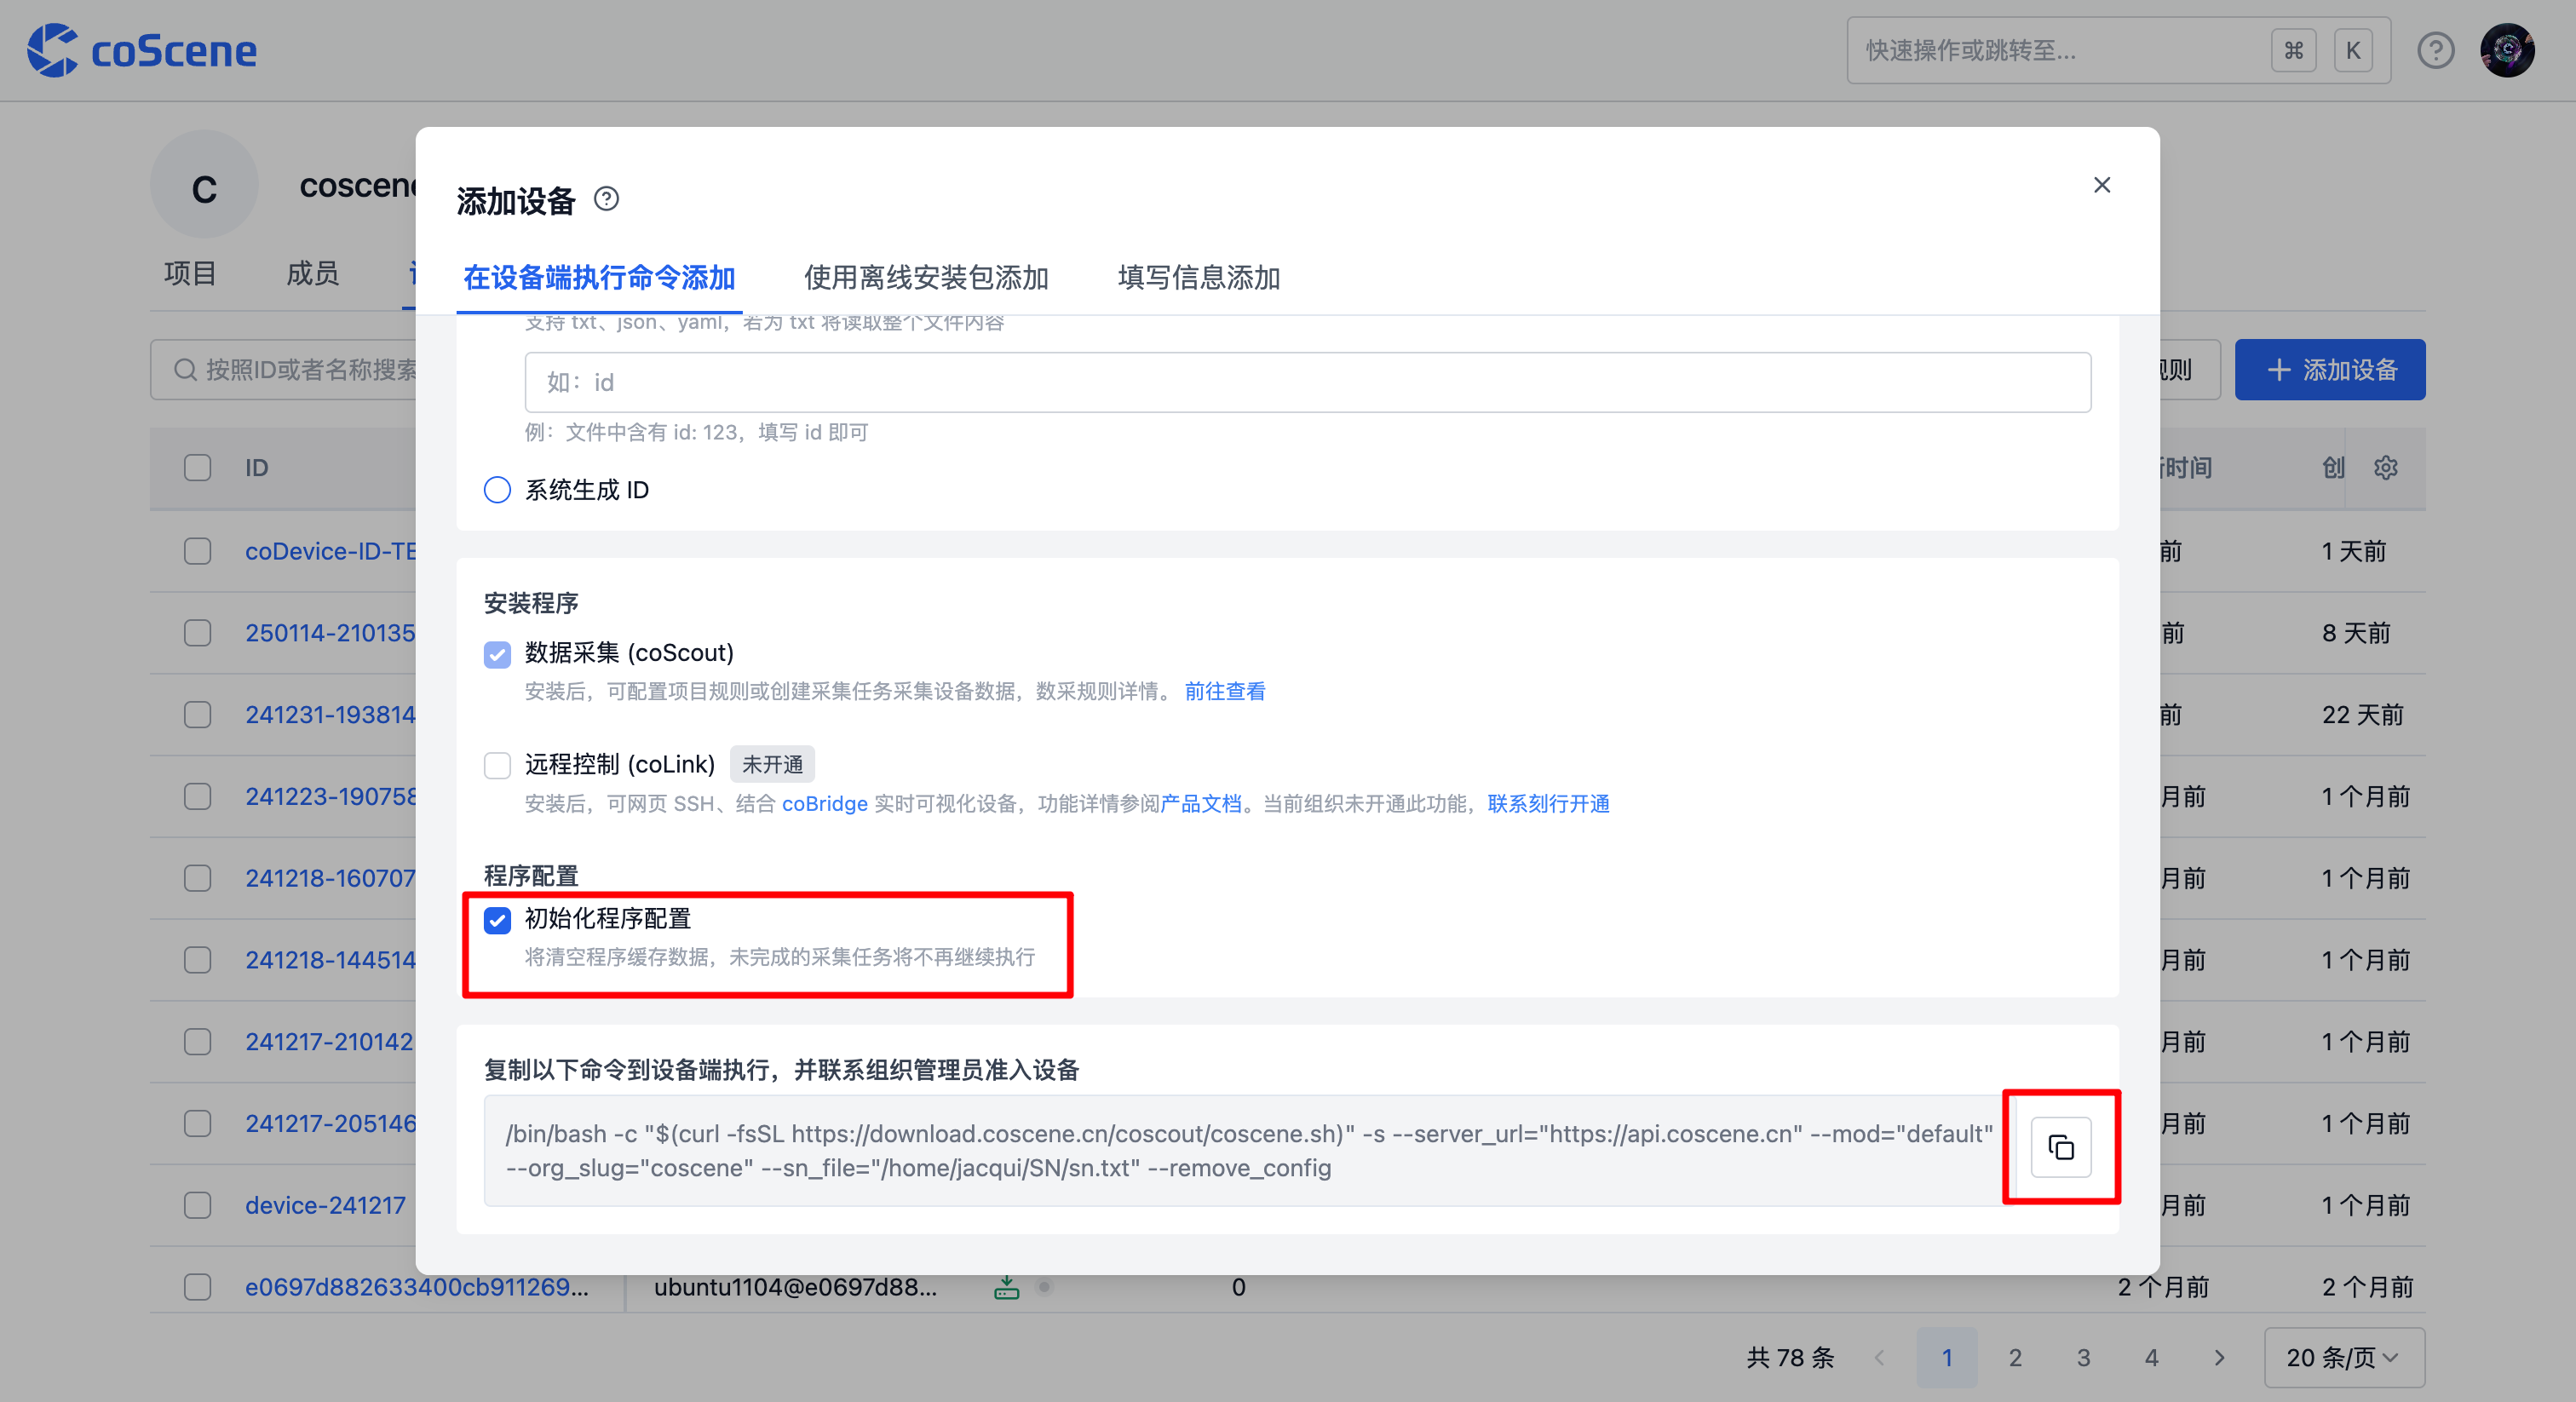 coScene
快速操作或跳转至...
⌘
K
C
coscene
项目
成员
添加设备
在设备端执行命令添加
使用离线安装包添加
填写信息添加
支持 txt、json、yaml，若为 txt 将读取整个文件内容
如：id
例：文件中含有 id: 123，填写 id 即可
系统生成 ID
安装程序
数据采集 (coScout)
安装后，可配置项目规则或创建采集任务采集设备数据，数采规则详情。 前往查看
远程控制 (coLink) 未开通
安装后，可网页 SSH、结合 coBridge 实时可视化设备，功能详情参阅产品文档。当前组织未开通此功能，联系刻行开通
程序配置
初始化程序配置
将清空程序缓存数据，未完成的采集任务将不再继续执行
复制以下命令到设备端执行，并联系组织管理员准入设备
/bin/bash -c "$(curl -fsSL https://download.coscene.cn/coscout/coscene.sh)" -s --server_url="https://api.coscene.cn" --mod="default"
--org_slug="coscene" --sn_file="/home/jacqui/SN/sn.txt" --remove_config
按照ID或者名称搜索
规则
添加设备
ID
新时间
创
coDevice-ID-TE
前
1 天前
250114-210135
前
8 天前
241231-193814
前
22 天前
241223-190758
月前
1 个月前
241218-160707
月前
1 个月前
241218-144514
月前
1 个月前
241217-210142
月前
1 个月前
241217-205146
月前
1 个月前
device-241217
月前
1 个月前
e0697d882633400cb911269...
ubuntu1104@e0697d88...
0
2 个月前
2 个月前
共 78 条
1
2
3
4
20 条/页